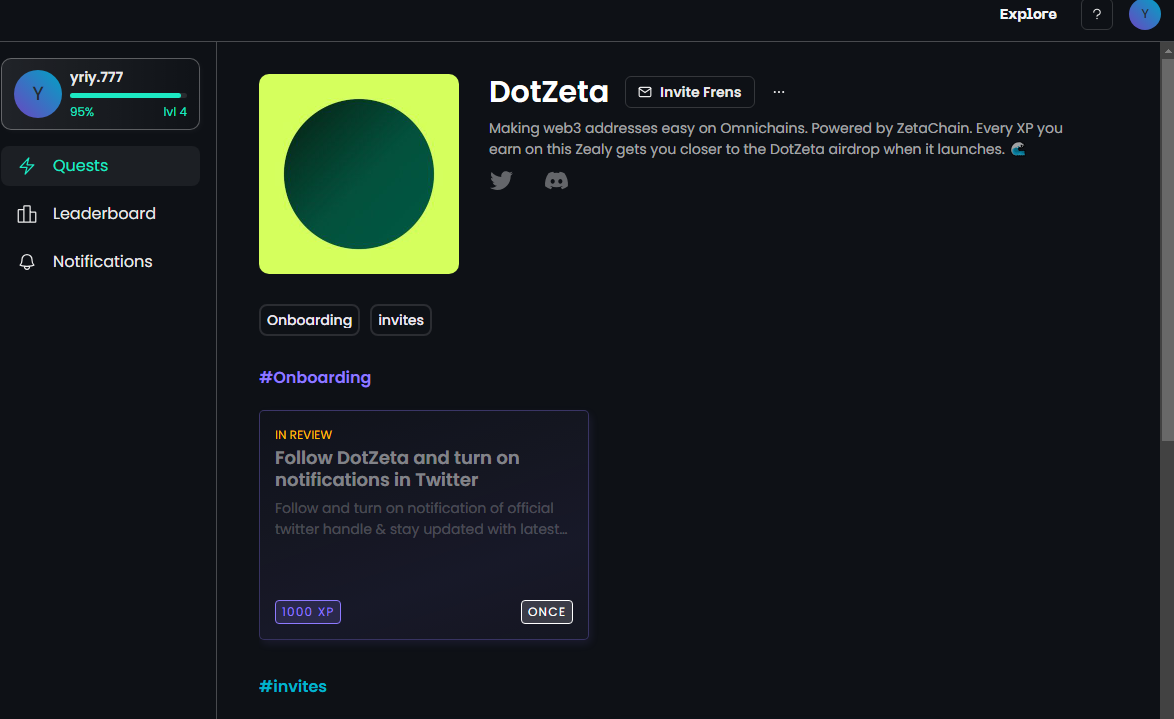 Explore
?
Y
Y
yriy.777
95%
lvl 4
Quests
Leaderboard
Notifications
DotZeta
Invite Frens
...
Making web3 addresses easy on Omnichains. Powered by ZetaChain. Every XP you
earn on this Zealy gets you closer to the DotZeta airdrop when it launches. 🌊
Onboarding
invites
#Onboarding
IN REVIEW
Follow DotZeta and turn on
notifications in Twitter
Follow and turn on notification of official
twitter handle & stay updated with latest…
1000 XP
ONCE
#invites